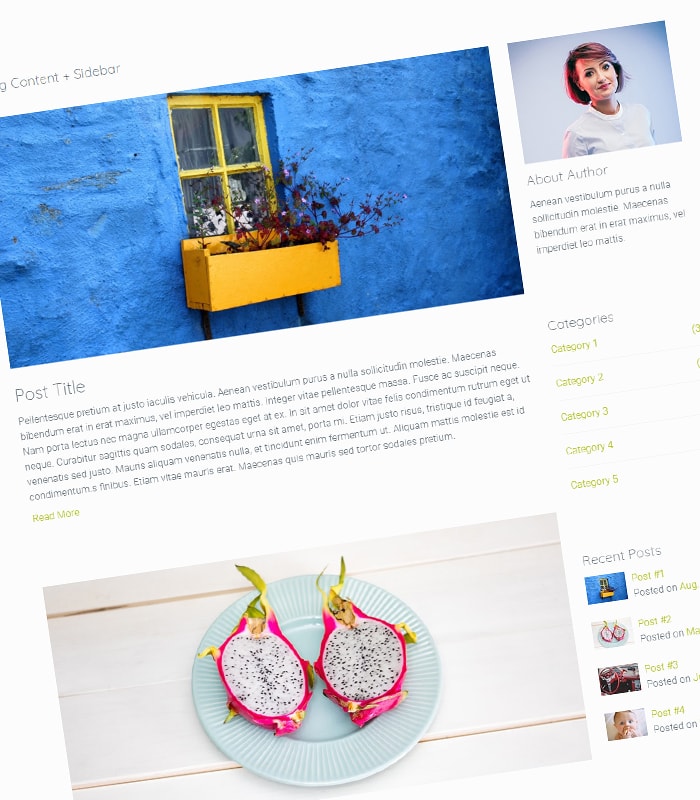 g Content + Sidebar
Post Title
Pellentesque pretium at justo iaculis vehicula. Aenean vestibulum purus a nulla sollicitudin molestie. Maecenas
bibendum erat in erat maximus, vel imperdiet leo mattis. Integer vitae pellentesque massa. Fusce ac suscipit neque.
Nam porta lectus nec magna ullamcorper egestas eget at ex. In sit amet dolor vitae felis condimentum rutrum eget ut
neque. Curabitur sagittis quam sodales, consequat urna sit amet, porta mi. Etiam justo risus, tristique id feugiat a,
venenatis sed justo. Mauris aliquam venenatis nulla, et tincidunt enim fermentum ut. Aliquam mattis molestie est id
condimentum.s finibus. Etiam vitae mauris erat. Maecenas quis mauris sed tortor sodales pretium.
Read More
About Author
Aenean vestibulum purus a nulla
sollicitudin molestie. Maecenas
bibendum erat in erat maximus, vel
imperdiet leo mattis.
Categories
Category 1 (3
Category 2 (
Category 3
Category 4
Category 5
Recent Posts
Post #1
Posted on Aug.
Post #2
Posted on Ma
Post #3
Posted on J
Post #4
Posted on